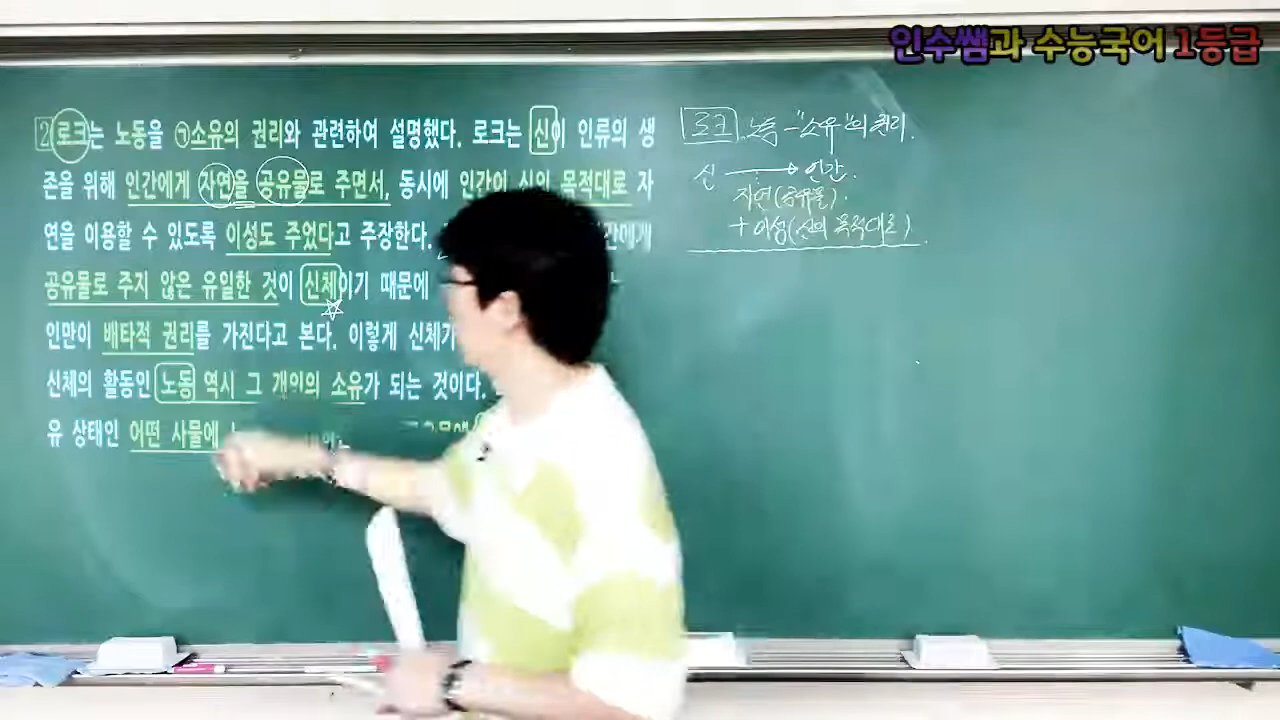 인수쌤과 수능국어 1등급
2 로크는 노동을 ㉠소유의 권리와 관련하여 설명했다. 로크는 신이 인류의 생
존을 위해 인간에게 자연을 공유물로 주면서, 동시에 인간이 신의 목적대로 자
연을 이용할 수 있도록 이성도 주었다고 주장한다.
공유물로 주지 않은 유일한 것이 신체이기 때문에
인만이 배타적 권리를 가진다고 본다. 이렇게 신체가
신체의 활동인 노동 역시 그 개인의 소유가 되는 것이다.
유 상태인 어떤 사물에
로크 노동 - "소유"의 권리.
신 → 인간.
자연(공유물).
+ 이성(신의 목적대로)